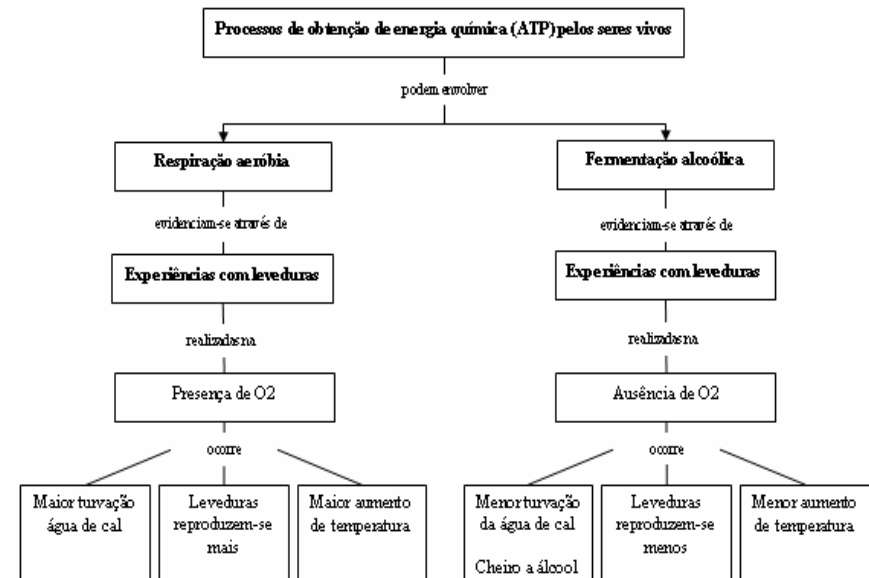 Processos de obtenção de energia química (ATP) pelos seres vivos
podem envolver
Respiração aeróbia
Fermentação alcoólica
evidenciam-se através de
evidenciam-se através de
Experiências com leveduras
Experiências com leveduras
realizadas na
realizadas na
Presença de O2
Ausência de O2
ocorre
ocorre
Maior turvação
água de cal
Leveduras
reproduzem-se
mais
Maior aumento
de temperatura
Menor turvação
da água de cal
Cheiro a álcool
Leveduras
reproduzem-se
menos
Menor aumento
de temperatura